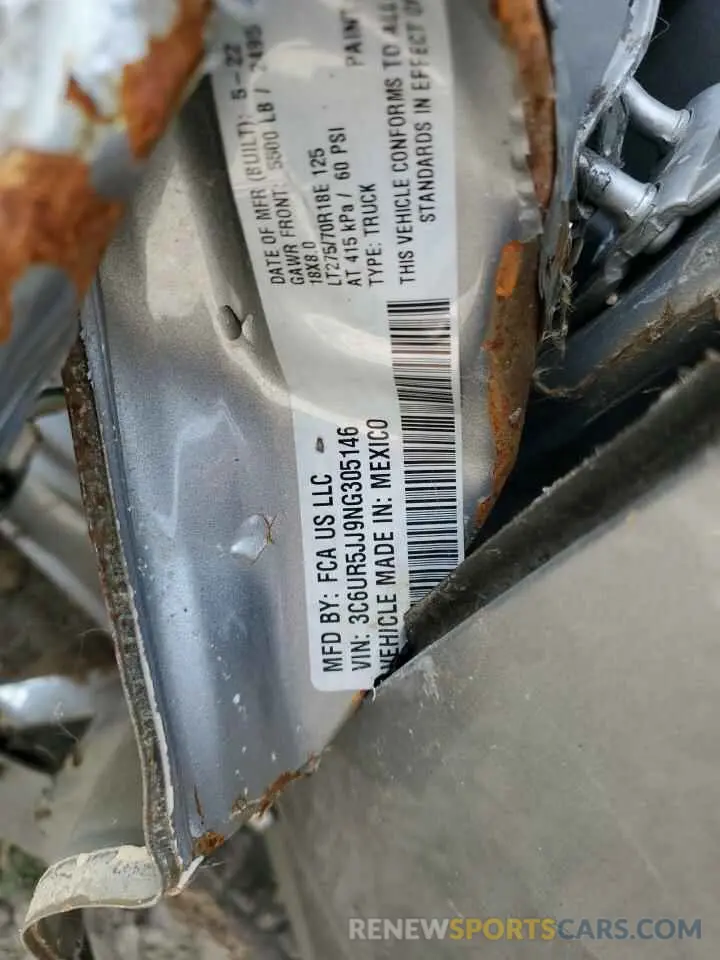 MFD BY: FCA US LLC
VIN: 3C6UR5JJ9NG305146
VEHICLE MADE IN: MEXICO
DATE OF MFR (BUILT): 5-22
GAWR FRONT: 5500 LB / 2495
18X8.0
LT275/70R18E 125
AT 415 kPa / 60 PSI
TYPE: TRUCK
PAINT
THIS VEHICLE CONFORMS TO ALL
STANDARDS IN EFFECT
RENEWSPORTSCARS.COM